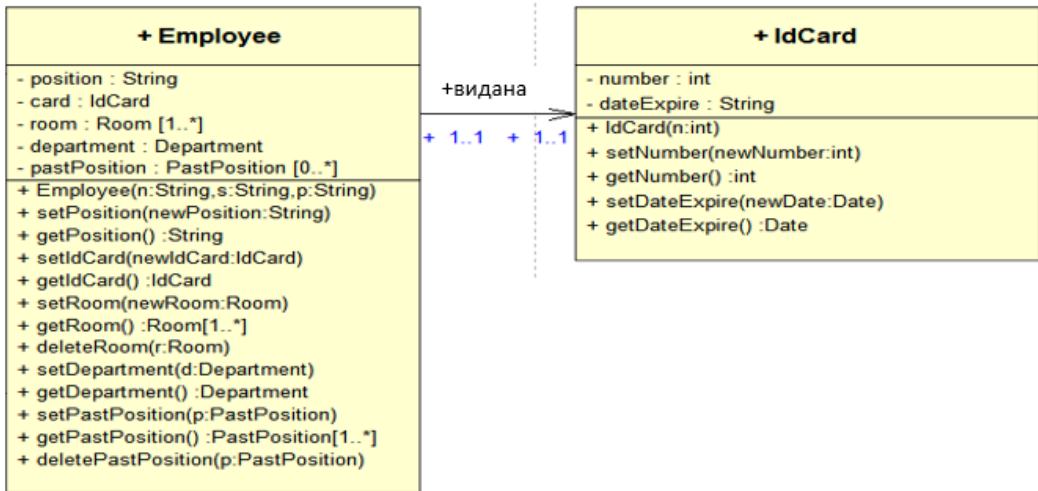 + Employee
- position : String
- card : IdCard
- room : Room [1..*]
- department : Department
- pastPosition : PastPosition [0..*]
+ Employee(n:String,s:String,p:String)
+ setPosition(newPosition:String)
+ getPosition() :String
+ setIdCard(newIdCard:IdCard)
+ getIdCard() :IdCard
+ setRoom(newRoom:Room)
+ getRoom() :Room[1..*]
+ deleteRoom(r:Room)
+ setDepartment(d:Department)
+ getDepartment() :Department
+ setPastPosition(p:PastPosition)
+ getPastPosition() :PastPosition[1..*]
+ deletePastPosition(p:PastPosition)
+видана
+ 1..1 + 1..1
+ IdCard
- number : int
- dateExpire : String
+ IdCard(n:int)
+ setNumber(newNumber:int)
+ getNumber() :int
+ setDateExpire(newDate:Date)
+ getDateExpire() :Date